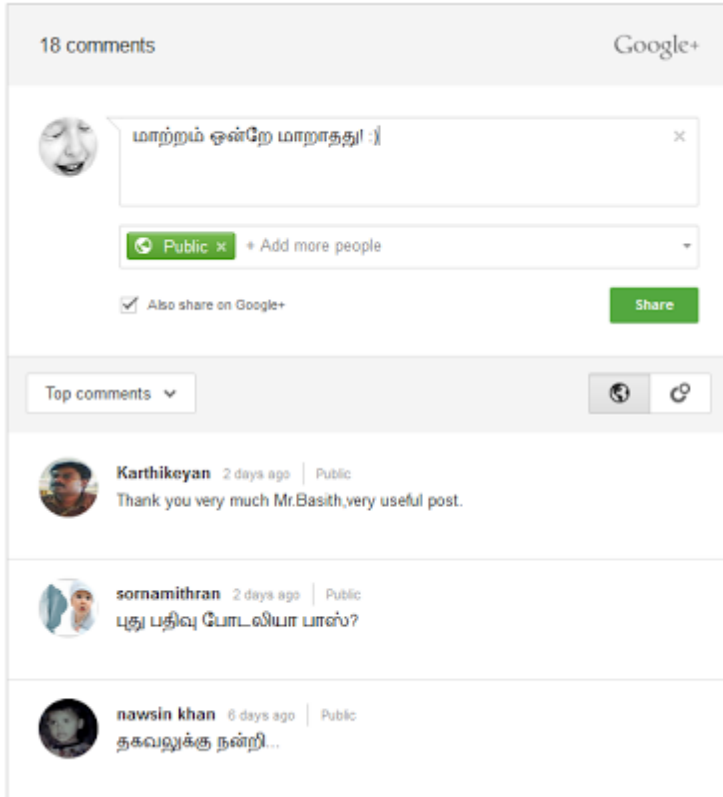 18 comments Google+
மாற்றம் ஒன்றே மாறாதது! :)
Public × + Add more people
Also share on Google+ Share
Top comments
Karthikeyan 2 days ago Public
Thank you very much Mr.Basith,very useful post.
sornamithran 2 days ago Public
புது பதிவு போடலியா பாஸ்?
nawsin khan 6 days ago Public
தகவலுக்கு நன்றி...